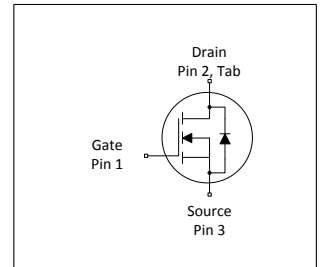 Drain
Pin 2, Tab
Gate
Pin 1
Source
Pin 3